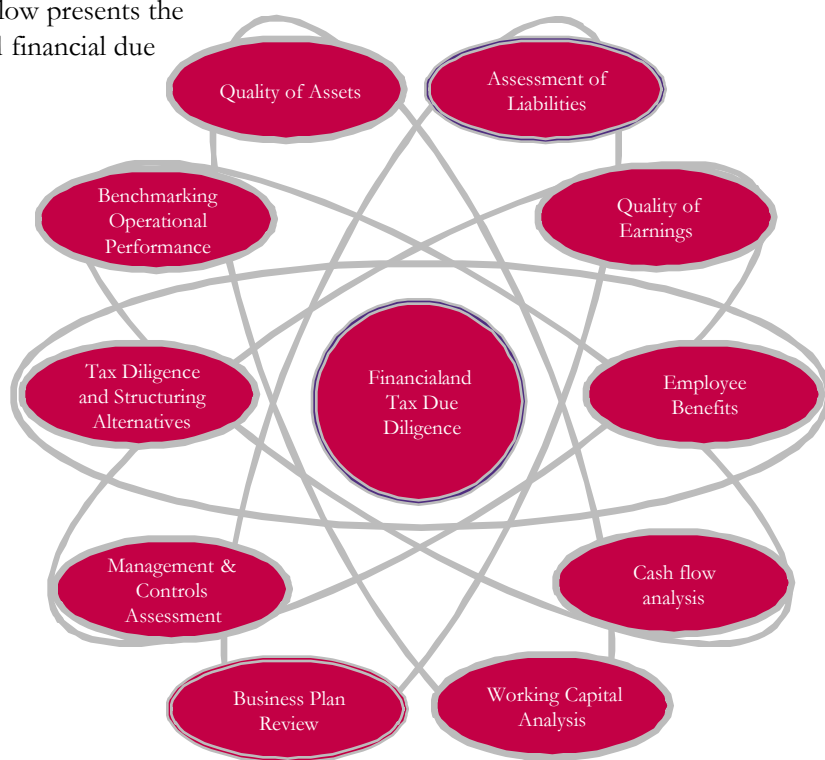 low presents the
financial due
Quality of Assets
Assessment of
Liabilities
Benchmarking
Operational
Performance
Quality of
Earnings
Tax Diligence
and Structuring
Alternatives
Financialand
Tax Due
Diligence
Employee
Benefits
Management &
Controls
Assessment
Cash flow
analysis
Business Plan
Review
Working Capital
Analysis